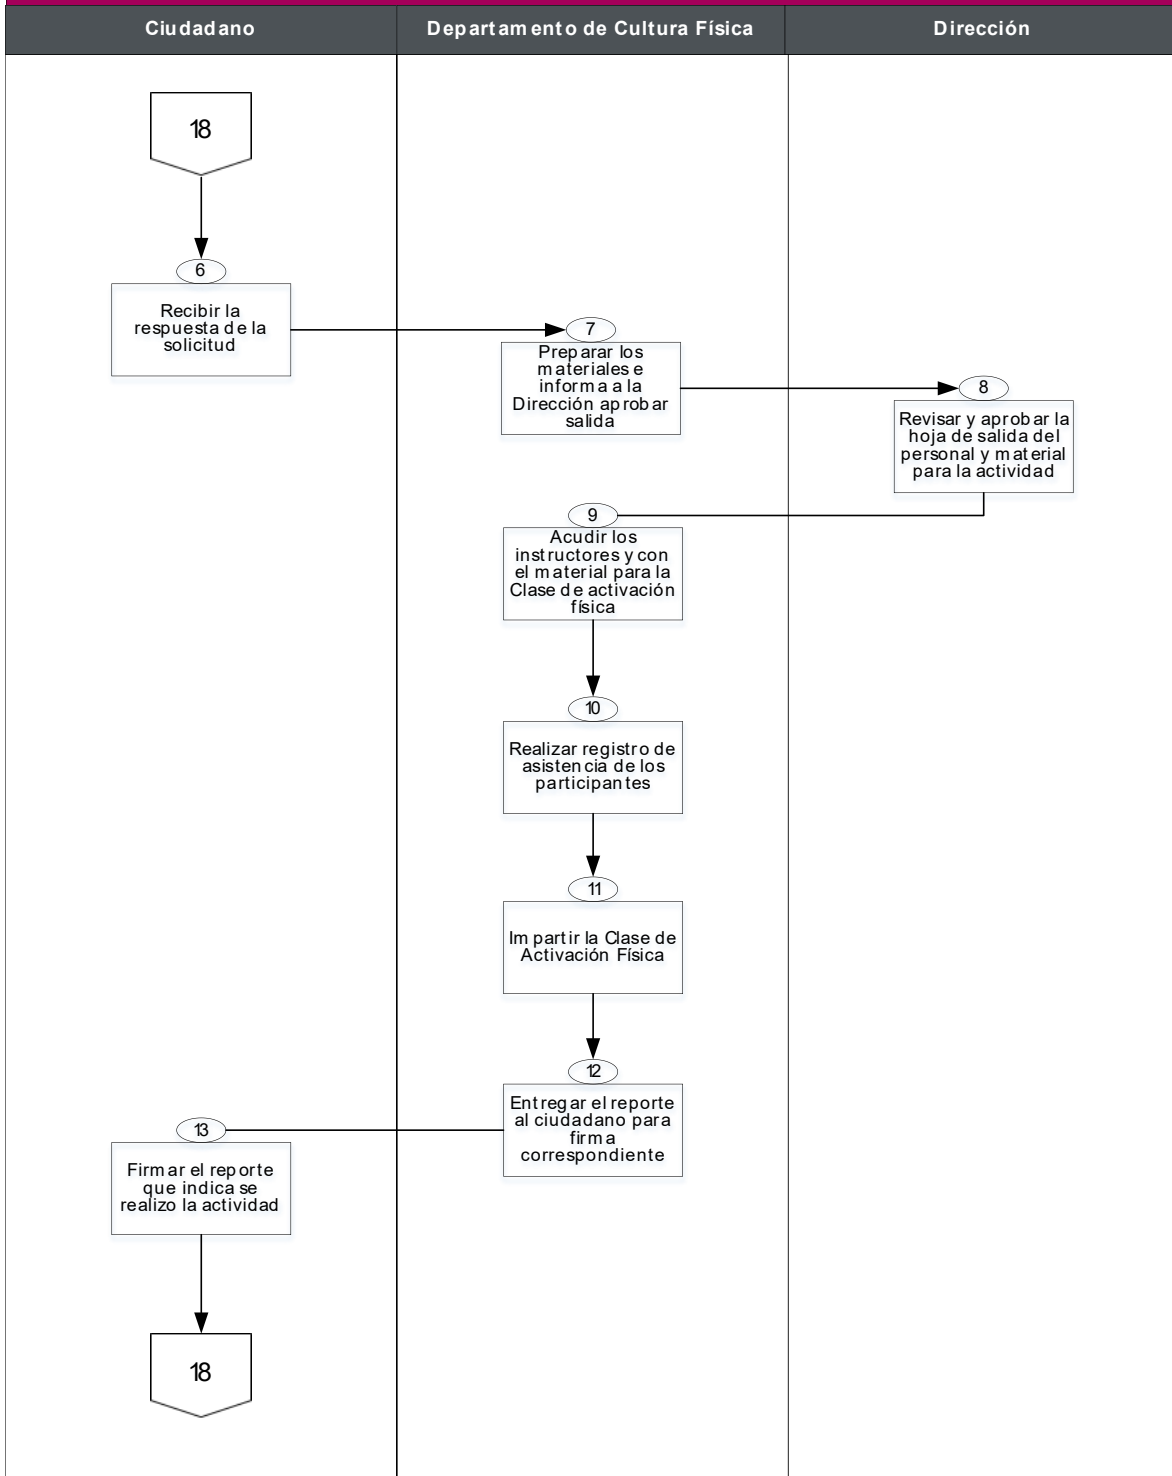 Ciudadano
Departamento de Cultura Física
Dirección
18
6
Recibir la
respuesta de la
solicitud
7
Preparar los
materiales e
informa a la
Dirección aprobar
salida
8
Revisar y aprobar la
hoja de salida del
personal y material
para la actividad
9
Acudir los
instructores y con
el material para la
Clase de activación
física
10
Realizar registro de
asistencia de los
participantes
11
Impartir la Clase de
Activación Física
12
Entregar el reporte
al ciudadano para
firma
correspondiente
13
Firmar el reporte
que indica se
realizo la actividad
18